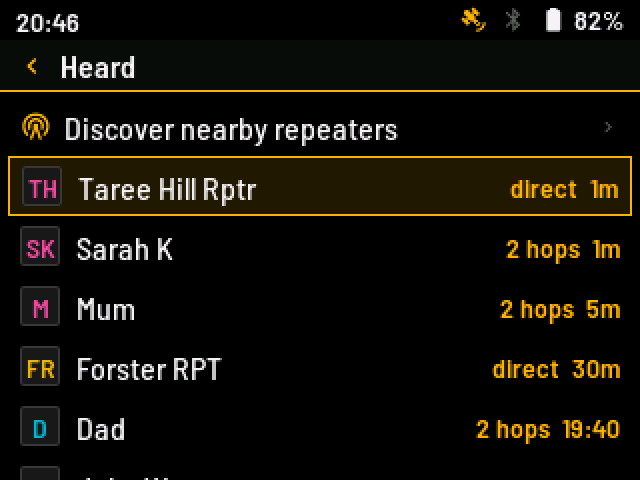 20:46 82%
Heard
Discover nearby repeaters
TH Taree Hill Rptr direct 1m
SK Sarah K 2 hops 1m
M Mum 2 hops 5m
FR Forster RPT direct 30m
D Dad 2 hops 19:40